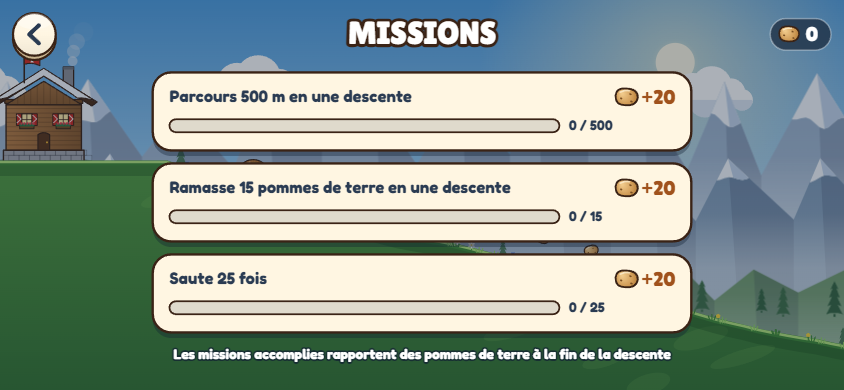 MISSIONS
0
Parcours 500 m en une descente
+20
0 / 500
Ramasse 15 pommes de terre en une descente
+20
0 / 15
Saute 25 fois
+20
0 / 25
Les missions accomplies rapportent des pommes de terre à la fin de la descente